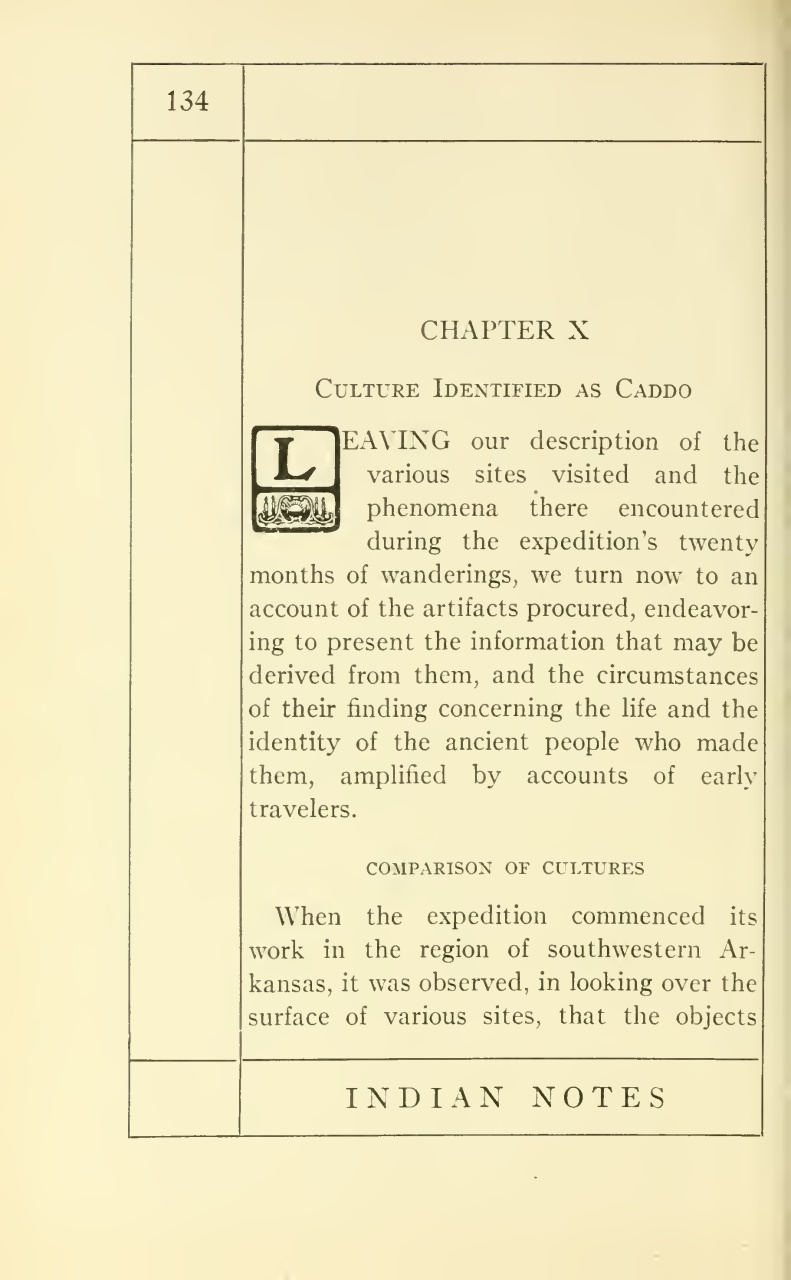 134
CHAPTER X
CULTURE IDENTIFIED AS CADDO
LEAVING our description of the
various sites visited and the
phenomena there encountered
during the expedition's twenty
months of wanderings, we turn now to an
account of the artifacts procured, endeavor-
ing to present the information that may be
derived from them, and the circumstances
of their finding concerning the life and the
identity of the ancient people who made
them, amplified by accounts of early
travelers.
COMPARISON OF CULTURES
When the expedition commenced its
work in the region of southwestern Ar-
kansas, it was observed, in looking over the
surface of various sites, that the objects
INDIAN NOTES